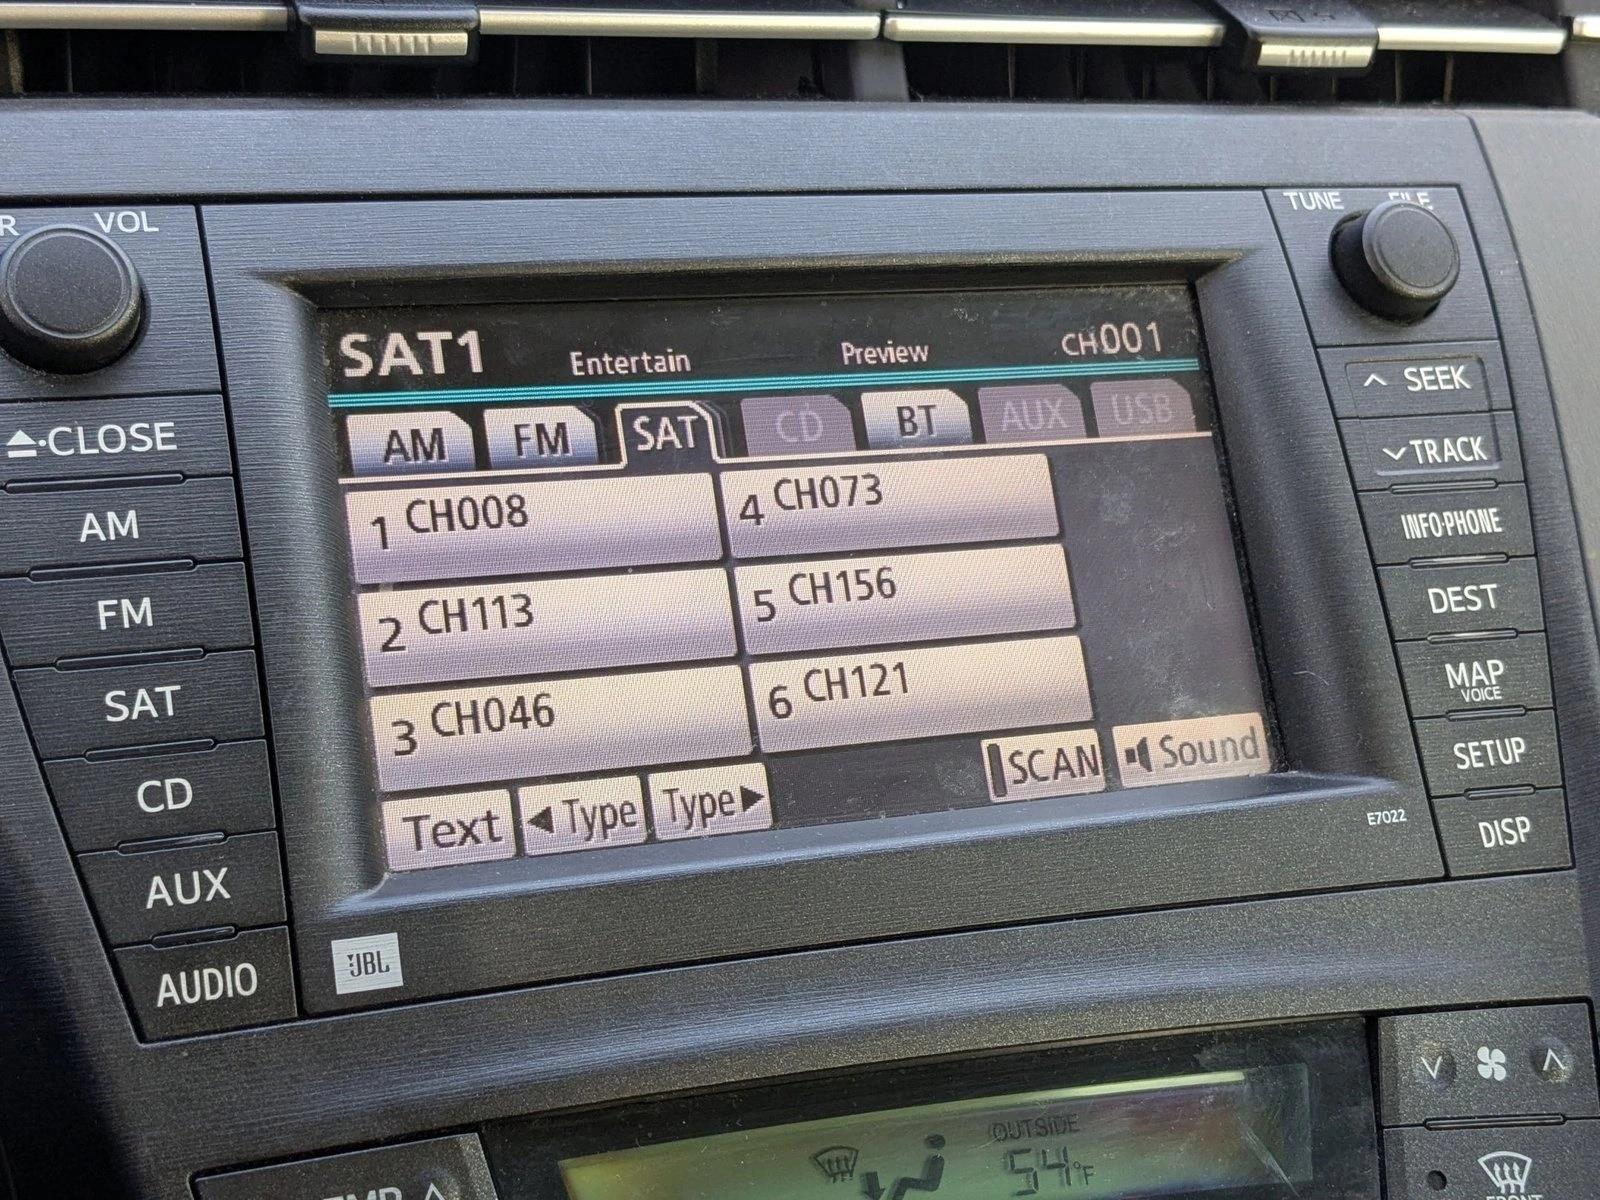 VOL
TUNE
FILE
SAT1
Entertain
Preview
CH001
AM
FM
SAT
CD
BT
AUX
USB
1 CH008
4 CH073
2 CH113
5 CH156
3 CH046
6 CH121
Text
Type
Type
SCAN
Sound
E7022
CLOSE
AM
FM
SAT
CD
AUX
AUDIO
SEEK
TRACK
INFO·PHONE
DEST
MAP
VOICE
SETUP
DISP
JBL
OUTSIDE
54°F
FRONT